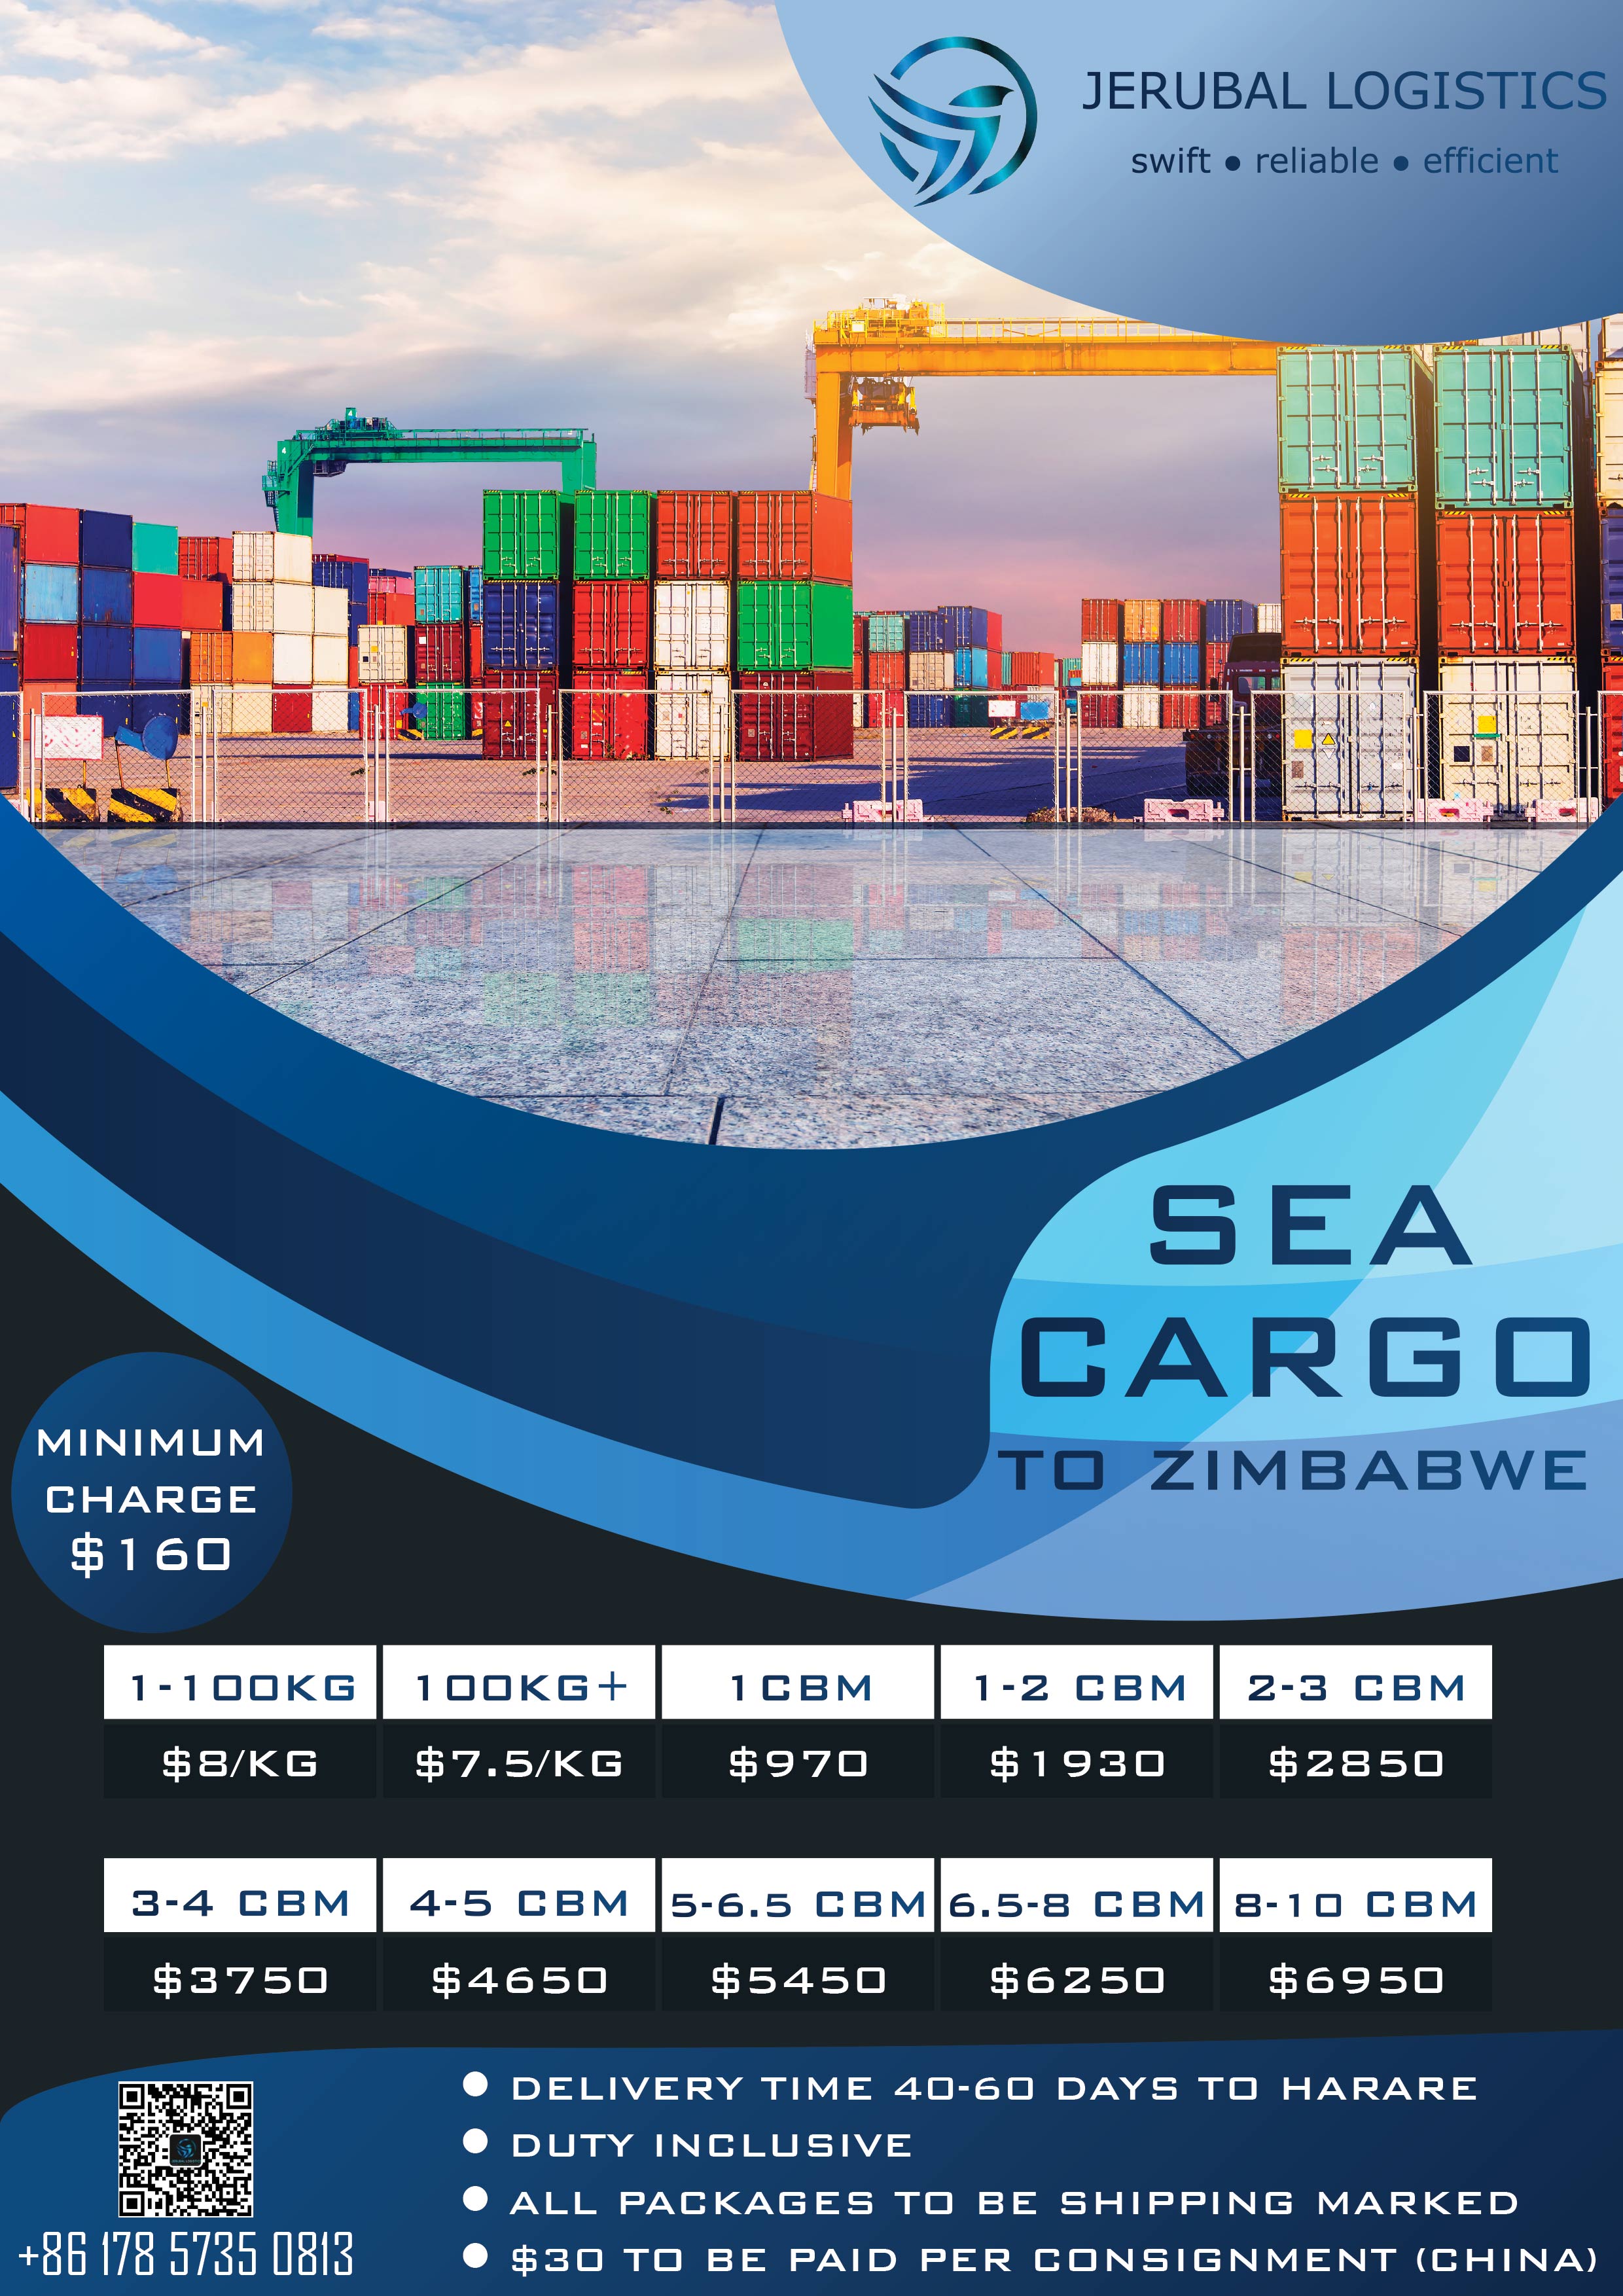 JERUBAL LOGISTICS
swift • reliable • efficient
4
4
SEA
CARGO
TO ZIMBABWE
MINIMUM
CHARGE
$160
1-100KG 100KG+ 1CBM 1-2 CBM 2-3 CBM
$8/KG $7.5/KG $970 $1930 $2850
3-4 CBM 4-5 CBM 5-6.5 CBM 6.5-8 CBM 8-10 CBM
$3750 $4650 $5450 $6250 $6950
• DELIVERY TIME 40-60 DAYS TO HARARE
• DUTY INCLUSIVE
• ALL PACKAGES TO BE SHIPPING MARKED
• $30 TO BE PAID PER CONSIGNMENT (CHINA)
+86 178 5735 0813